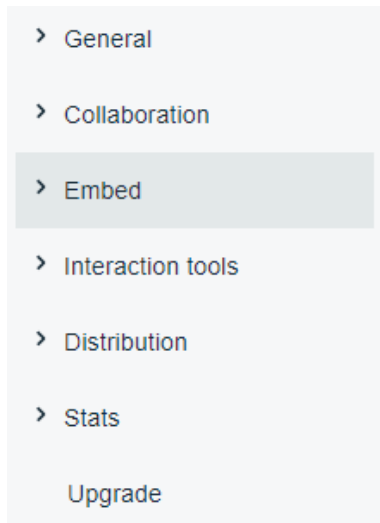 General
Collaboration
Embed
Interaction tools
Distribution
Stats
Upgrade